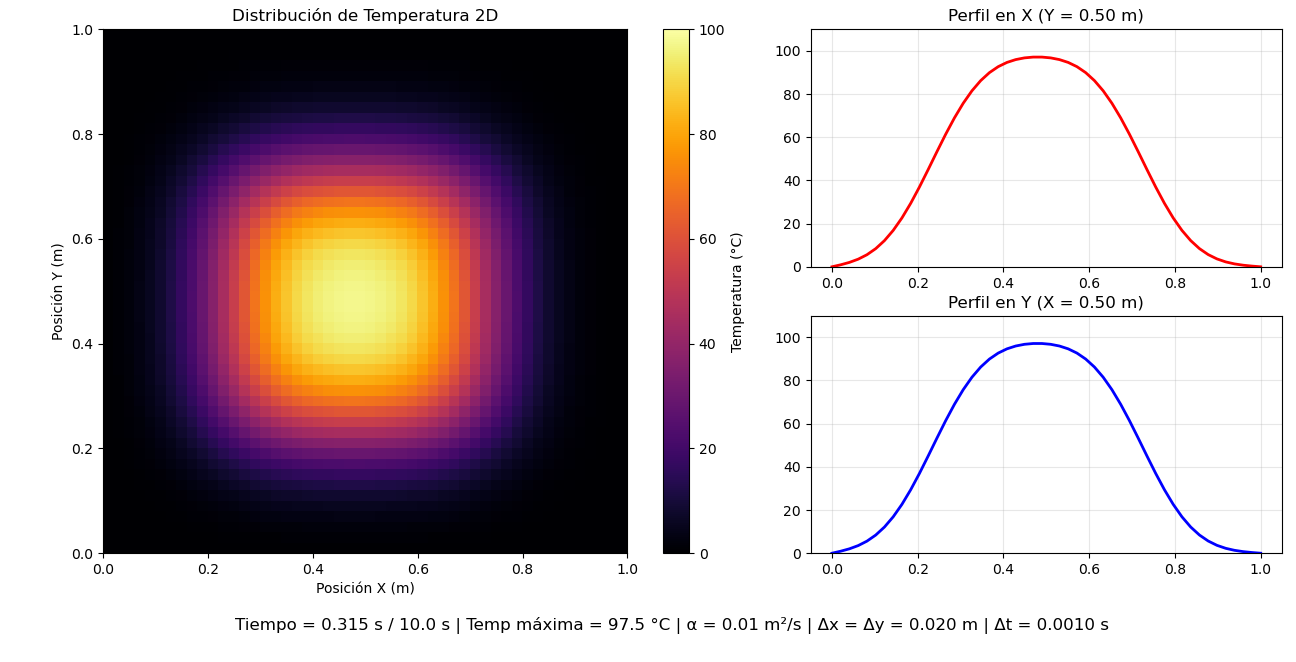 Distribución de Temperatura 2D
1.0
0.8
0.6
0.4
0.2
0.0
Posición Y (m)
0.0 0.2 0.4 0.6 0.8 1.0
Posición X (m)
100
80
60
40
20
0
Temperatura (°C)
Perfil en X (Y = 0.50 m)
100
80
60
40
20
0
0.0 0.2 0.4 0.6 0.8 1.0
Perfil en Y (X = 0.50 m)
100
80
60
40
20
0
0.0 0.2 0.4 0.6 0.8 1.0
Tiempo = 0.315 s / 10.0 s | Temp máxima = 97.5 °C | α = 0.01 m²/s | Δx = Δy = 0.020 m | Δt = 0.0010 s